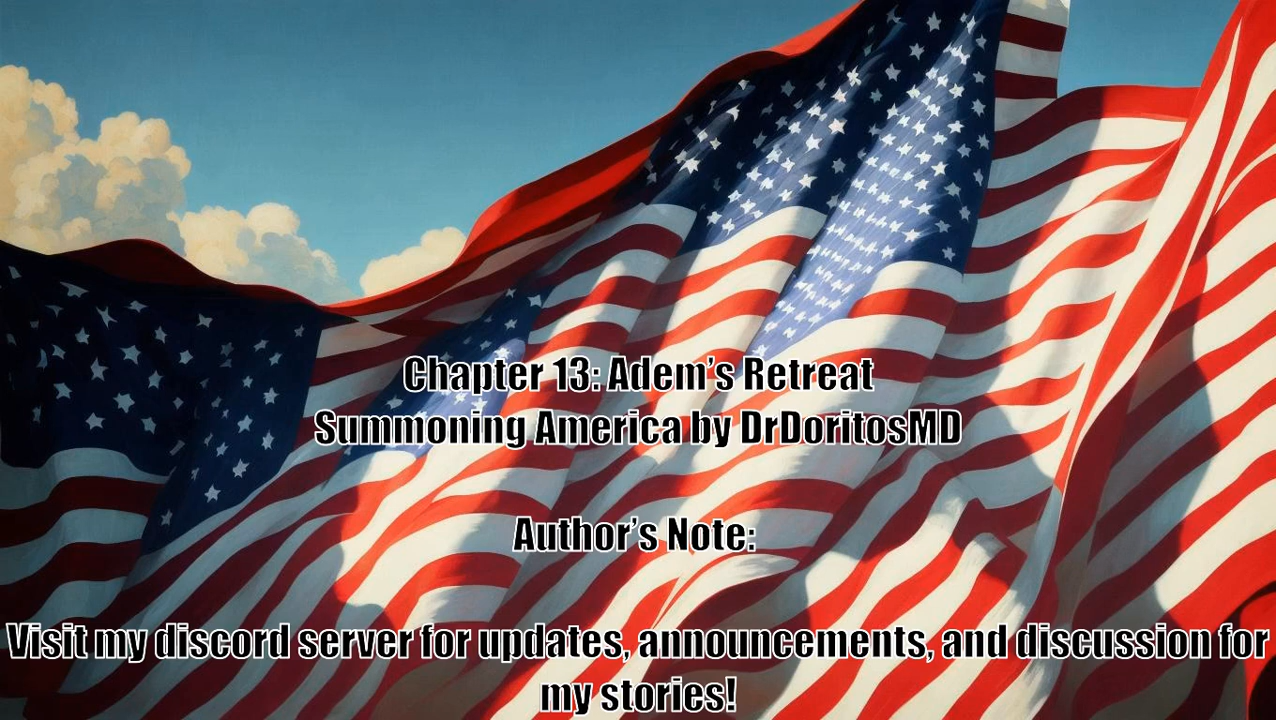 Chapter 13: Adem’s Retreat
Summoning America by DrDoritosMD
Author’s Note:
Visit my discord server for updates, announcements, and discussion for
my stories!